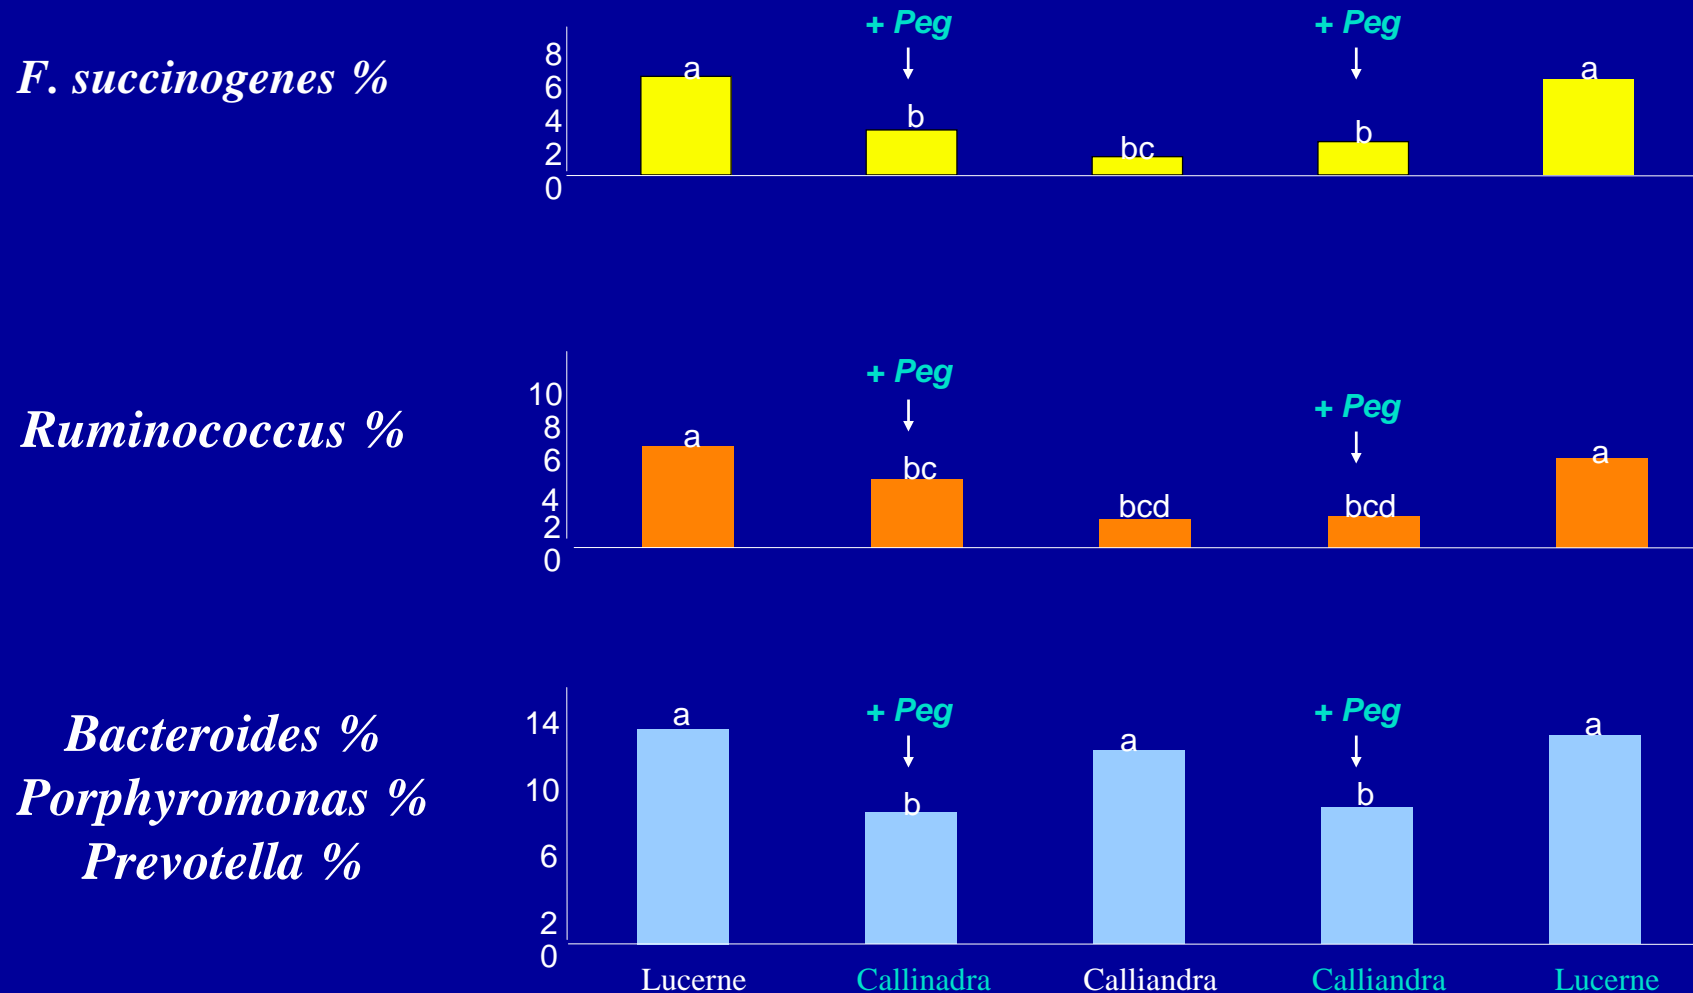 F. succinogenes %
+ Peg
+ Peg
8
6
4
2
0
a
b
bc
b
a
Ruminococcus %
+ Peg
+ Peg
10
8
6
4
2
0
a
bc
bcd
bcd
a
Bacteroides %
Porphyromonas %
Prevotella %
+ Peg
+ Peg
14
10
6
2
0
a
b
a
b
a
Lucerne Callinadra Calliandra Calliandra Lucerne